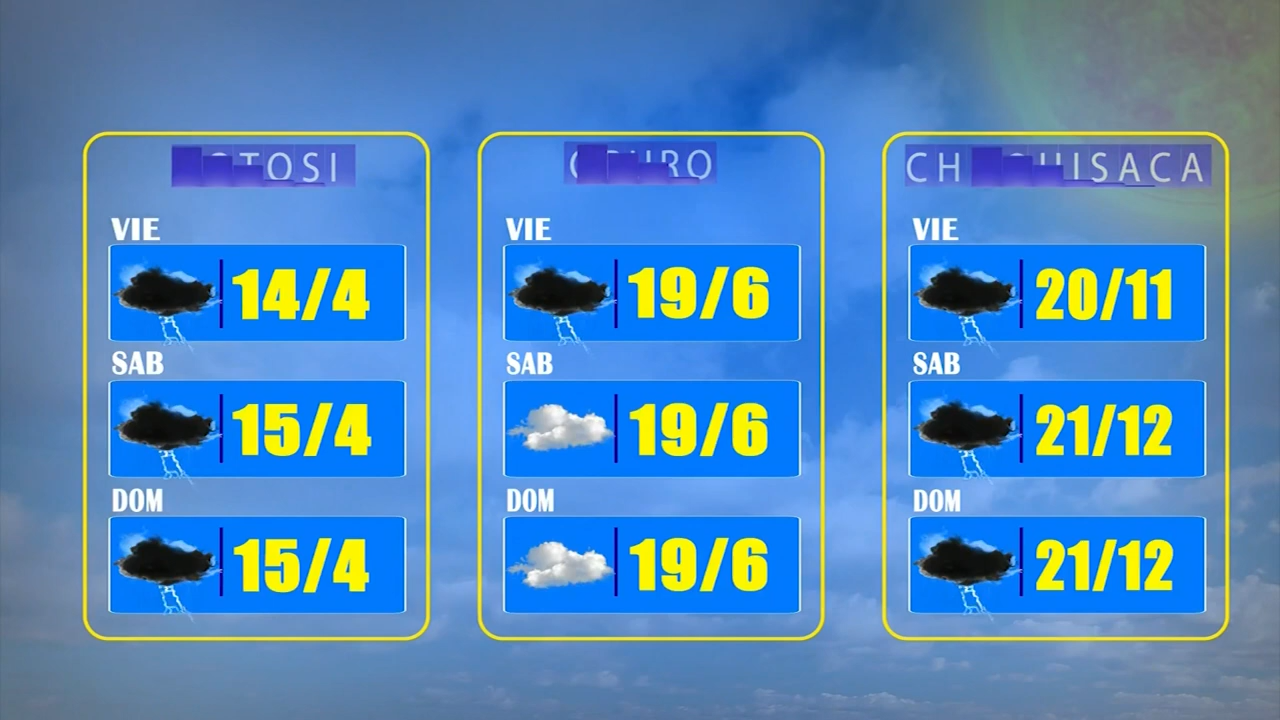 VIE
14/4
SAB
15/4
DOM
15/4
VIE
19/6
SAB
19/6
DOM
19/6
VIE
20/11
SAB
21/12
DOM
21/12